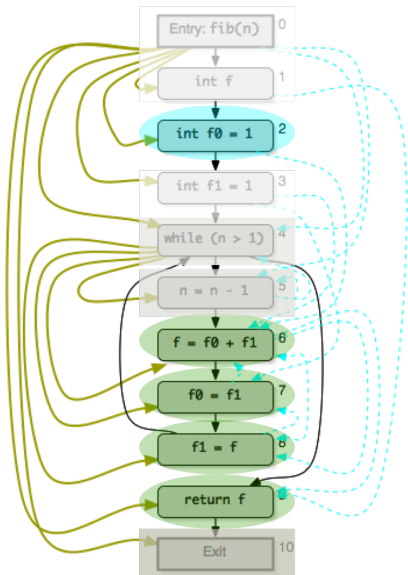 Entry: fib(n) 0
int f 1
int f0 = 1 2
int f1 = 1 3
while (n > 1) 4
n = n - 1 5
f = f0 + f1 6
f0 = f1 7
f1 = f 8
return f
Exit 10